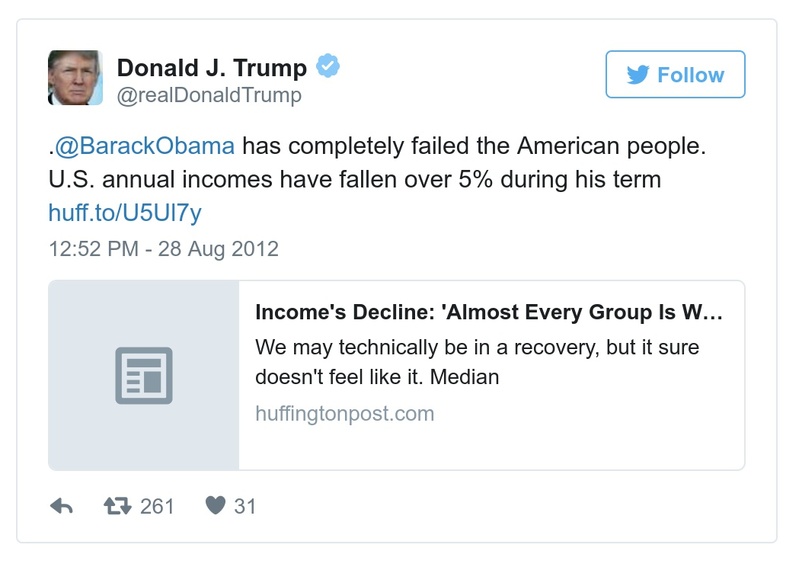 Donald J. Trump
@realDonaldTrump
Follow
.@BarackObama has completely failed the American people.
U.S. annual incomes have fallen over 5% during his term
huff.to/U5Ul7y
12:52 PM - 28 Aug 2012
Income's Decline: 'Almost Every Group Is W...
We may technically be in a recovery, but it sure
doesn't feel like it. Median
huffingtonpost.com
261 31